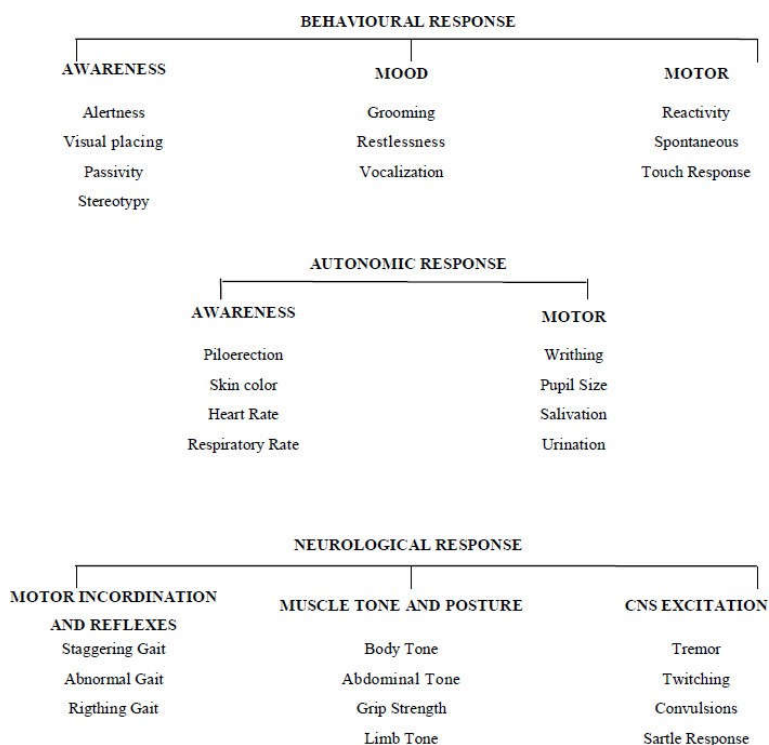 BEHAVIOURAL RESPONSE
AWARENESS MOOD MOTOR
Alertness Grooming Reactivity
Visual placing Restlessness Spontaneous
Passivity Vocalization Touch Response
Stereotypy
AUTONOMIC RESPONSE
AWARENESS MOTOR
Piloerection Writhing
Skin color Pupil Size
Heart Rate Salivation
Respiratory Rate Urination
NEUROLOGICAL RESPONSE
MOTOR INCORDINATION MUSCLE TONE AND POSTURE CNS EXCITATION
AND REFLEXES
Staggering Gait Body Tone Tremor
Abnormal Gait Abdominal Tone Twitching
Rigthing Gait Grip Strength Convulsions
Limb Tone Sartle Response